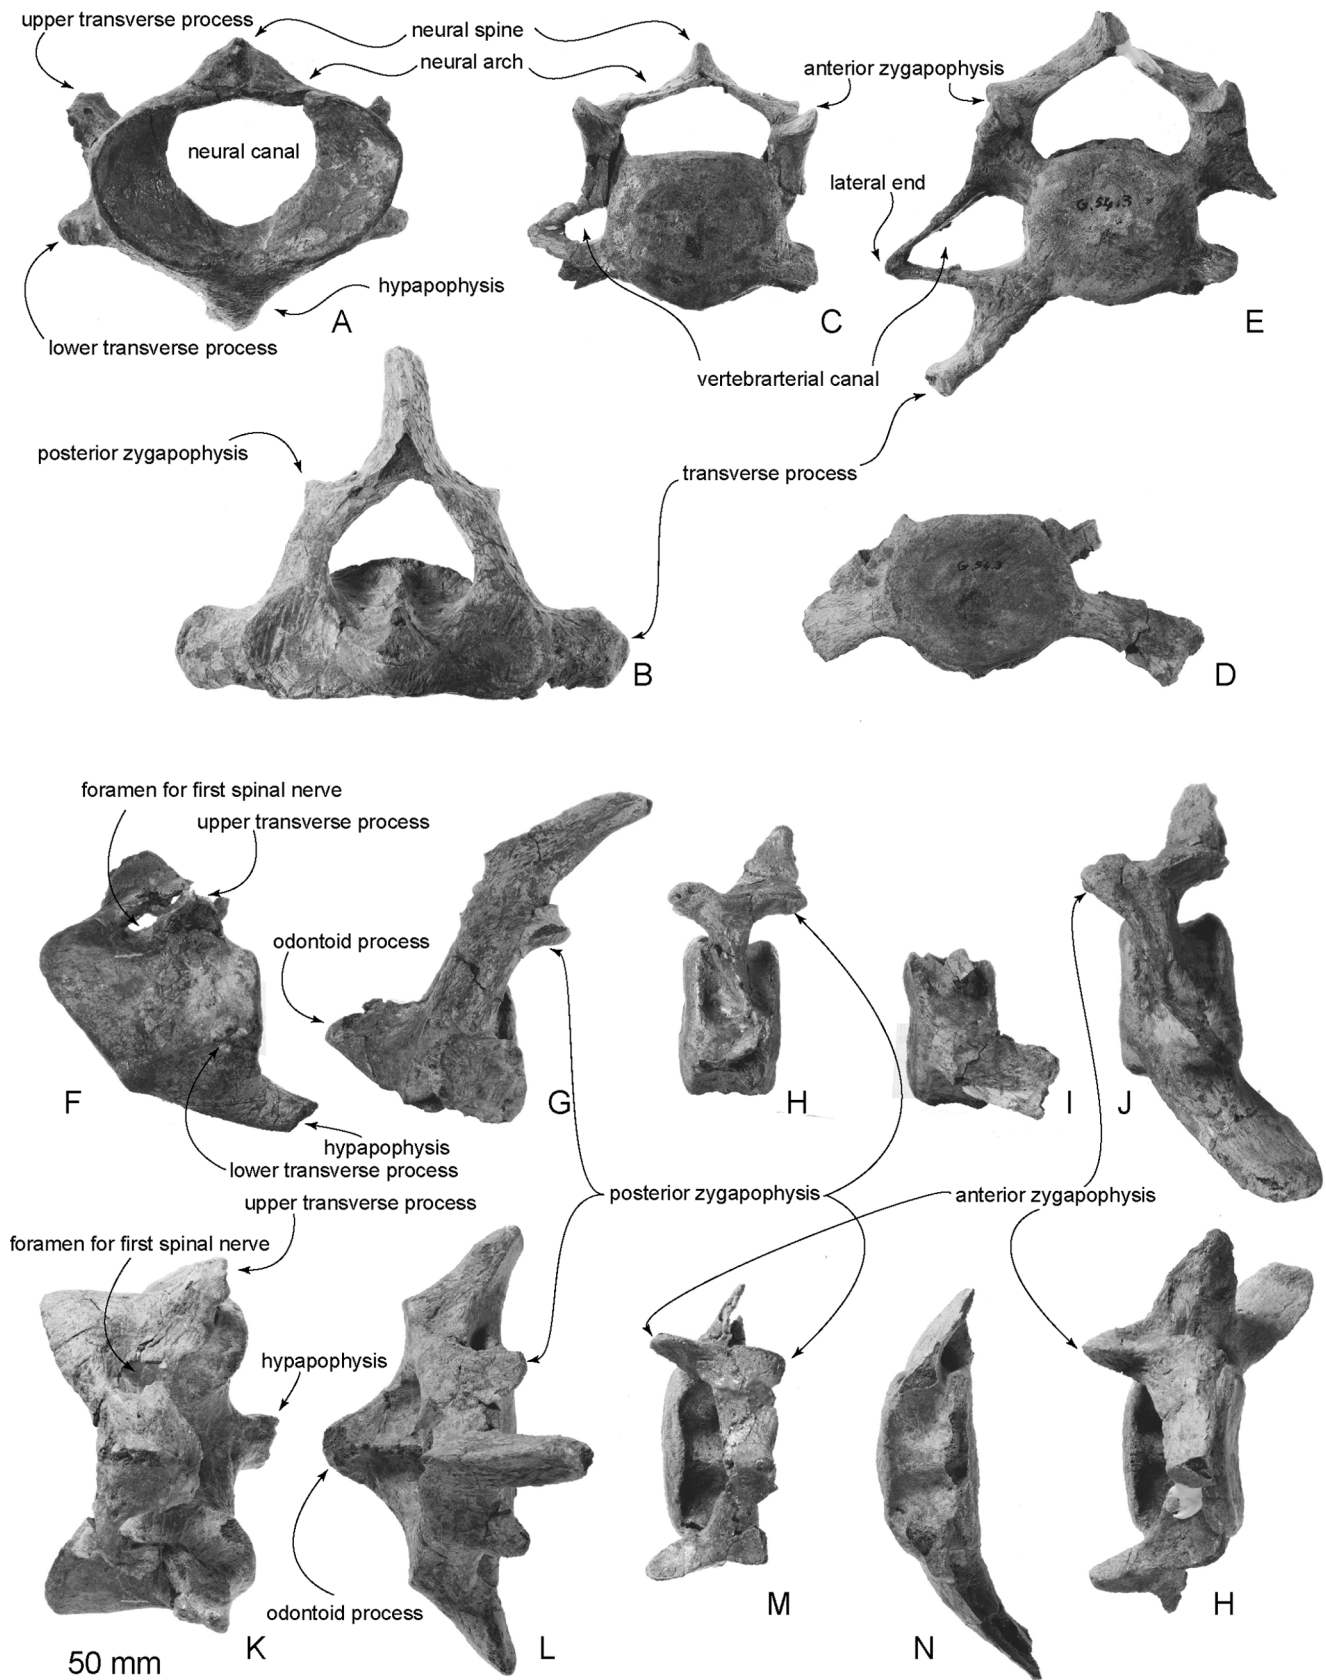 upper transverse process
neural spine
neural arch
anterior zygapophysis
neural canal
lateral end
G.54.3
hypapophysis
A
C
E
lower transverse process
vertebrarterial canal
posterior zygapophysis
transverse process
G.54.3
B
D
foramen for first spinal nerve
upper transverse process
odontoid process
F
G
H
I
J
hypapophysis
lower transverse process
posterior zygapophysis
anterior zygapophysis
upper transverse process
foramen for first spinal nerve
hypapophysis
odontoid process
K
L
M
N
H
50 mm